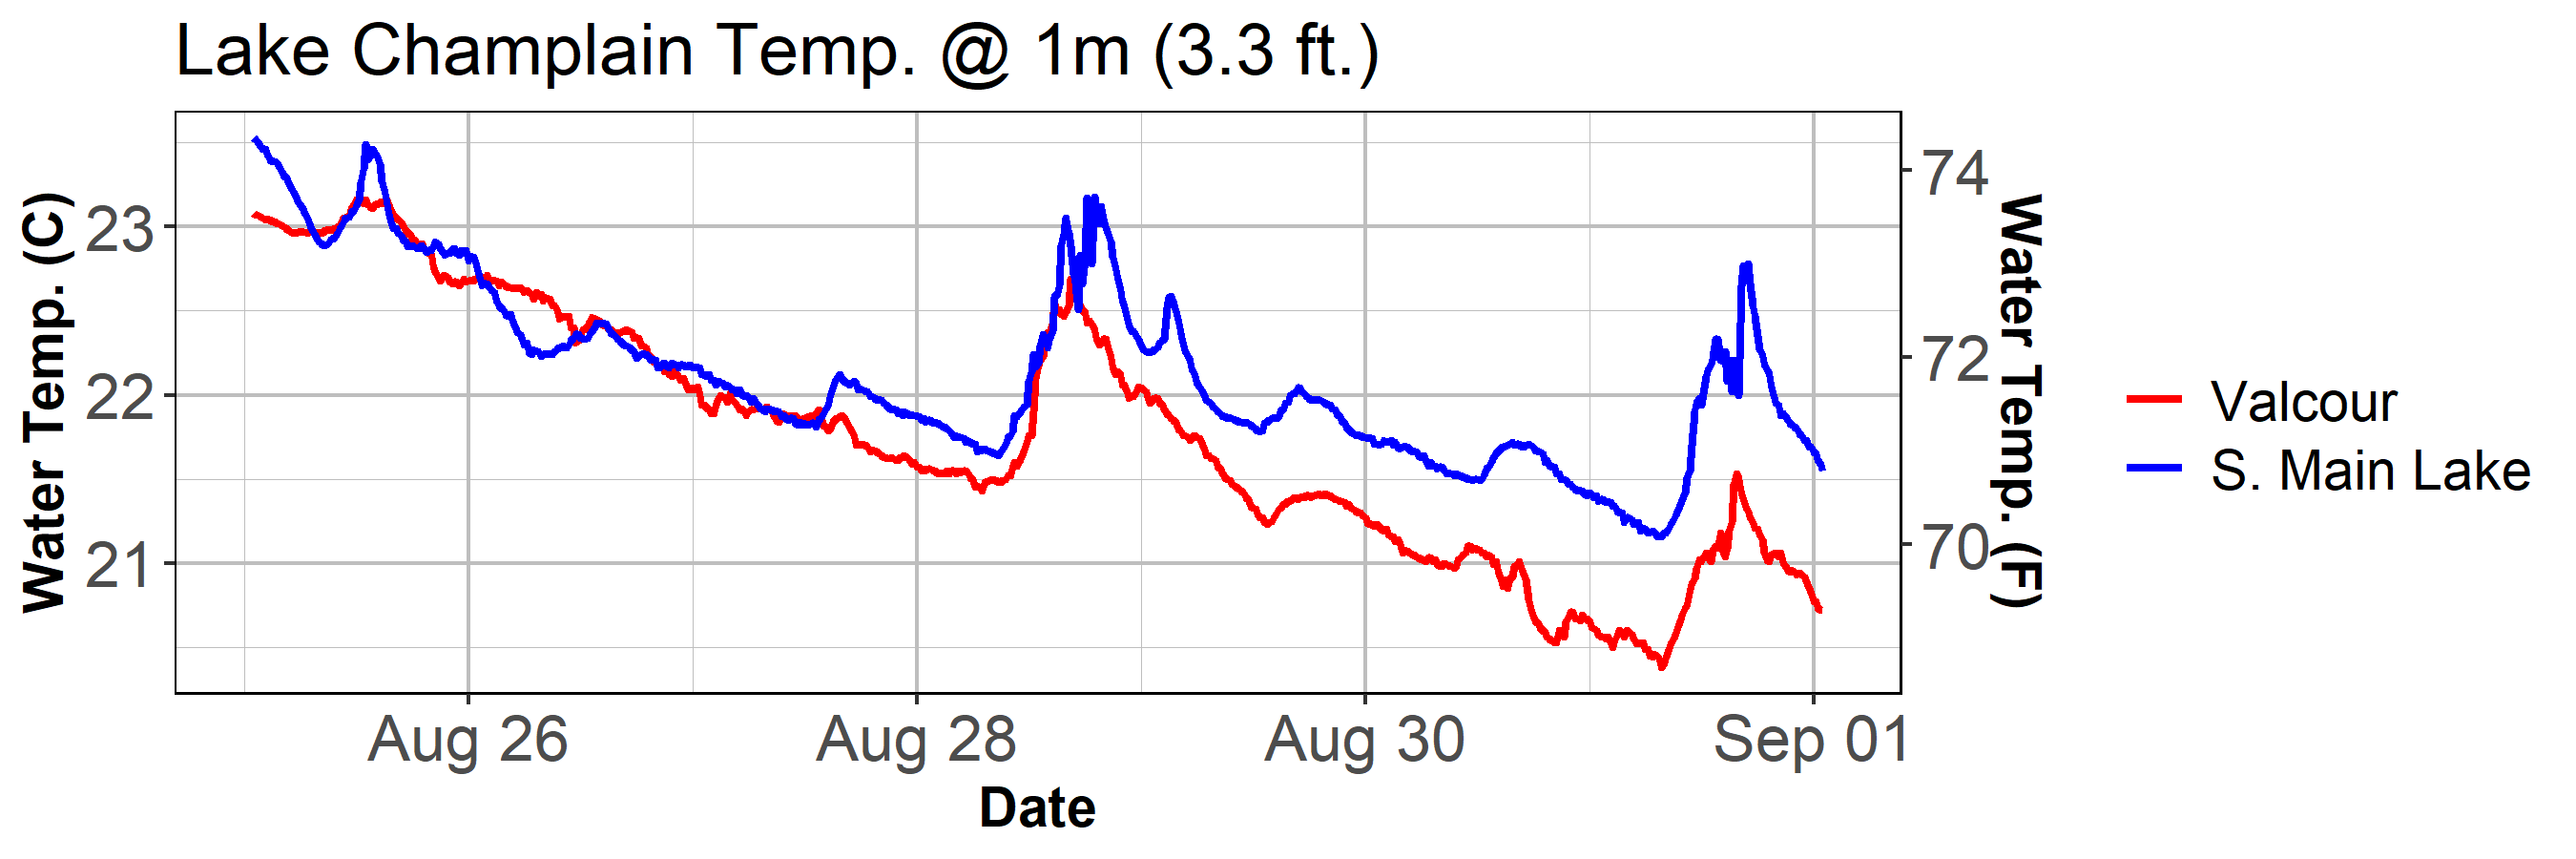 Lake Champlain Temp. @ 1m (3.3 ft.)
Water Temp. (C)
23
22
21
74
72
70
Water Temp. (F)
Aug 26
Aug 28
Aug 30
Sep 01
Date
Valcour
S. Main Lake